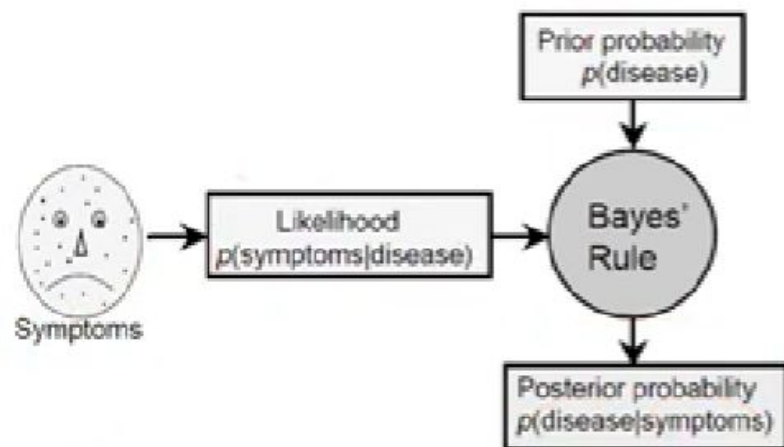 Prior probability
p(disease)
Likelihood
p(symptoms|disease)
Bayes'
Rule
Symptoms
Posterior probability
p(disease|symptoms)